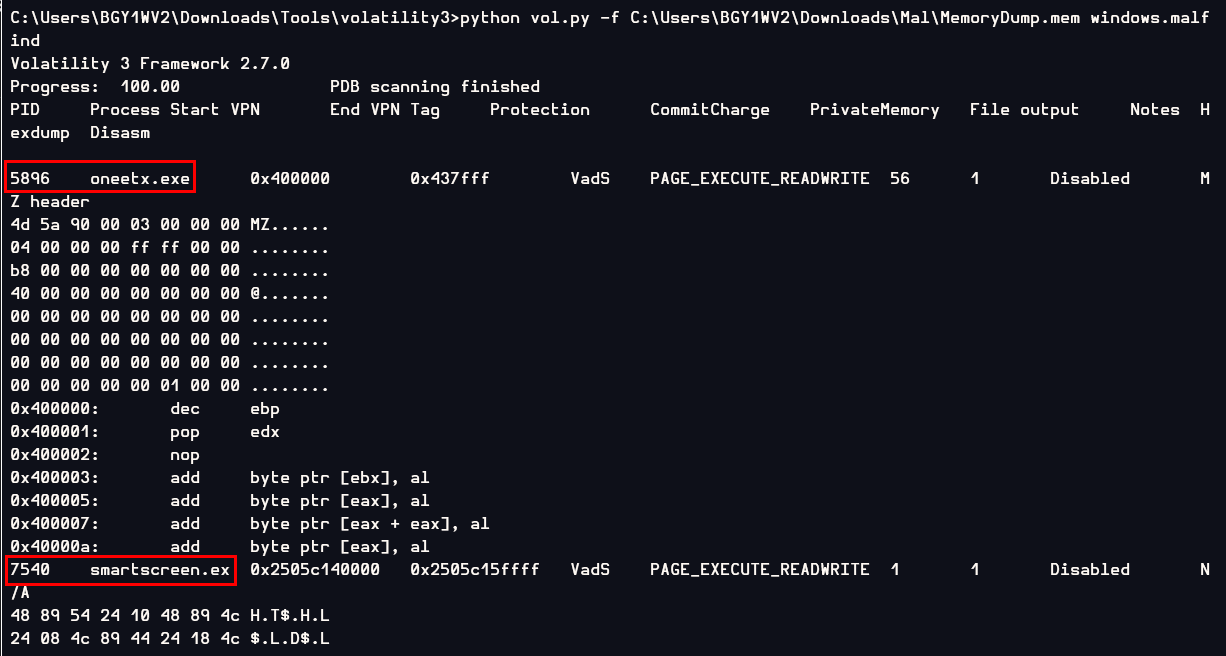 C:\Users\BGY1WV2\Downloads\Tools\volatility3>python vol.py -f C:\Users\BGY1WV2\Downloads\Mal\MemoryDump.mem windows.malf
ind
Volatility 3 Framework 2.7.0
Progress:  100.00               PDB scanning finished
PID     Process Start VPN       End VPN Tag     Protection      CommitCharge    PrivateMemory   File output     Notes  H
exdump  Disasm
5896    oneetx.exe      0x400000        0x437fff        VadS    PAGE_EXECUTE_READWRITE  56      1       Disabled       M
Z header
4d 5a 90 00 03 00 00 00 MZ......
04 00 00 00 ff ff 00 00 ........
b8 00 00 00 00 00 00 00 ........
40 00 00 00 00 00 00 00 @.......
00 00 00 00 00 00 00 00 ........
00 00 00 00 00 00 00 00 ........
00 00 00 00 00 00 00 00 ........
00 00 00 00 00 01 00 00 ........
0x400000:       dec     ebp
0x400001:       pop     edx
0x400002:       nop
0x400003:       add     byte ptr [ebx], al
0x400005:       add     byte ptr [eax], al
0x400007:       add     byte ptr [eax + eax], al
0x40000a:       add     byte ptr [eax], al
7540    smartscreen.ex  0x2505c140000   0x2505c15ffff   VadS    PAGE_EXECUTE_READWRITE  1       1       Disabled       N
/A
48 89 54 24 10 48 89 4c H.T$.H.L
24 08 4c 89 44 24 18 4c $.L.D$.L